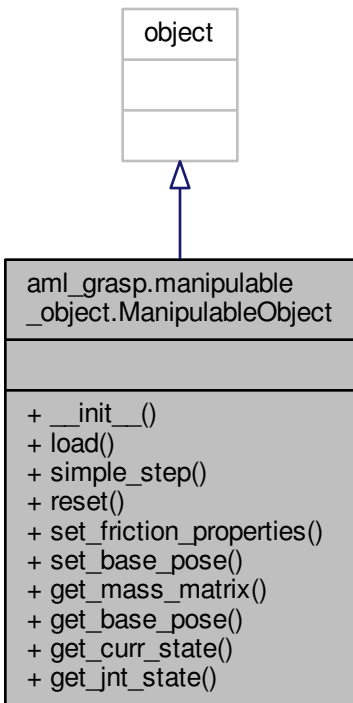 object
aml_grasp.manipulable
_object.ManipulableObject
+ __init__()
+ load()
+ simple_step()
+ reset()
+ set_friction_properties()
+ set_base_pose()
+ get_mass_matrix()
+ get_base_pose()
+ get_curr_state()
+ get_jnt_state()